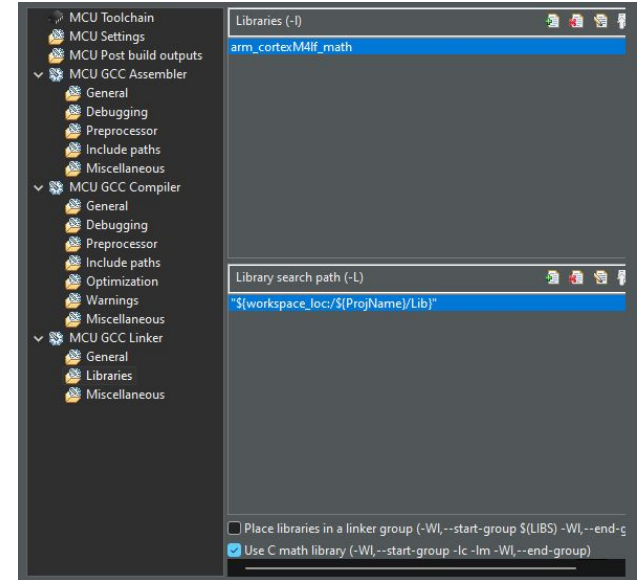 MCU Toolchain
MCU Settings
MCU Post build outputs
MCU GCC Assembler
General
Debugging
Preprocessor
Include paths
Miscellaneous
MCU GCC Compiler
General
Debugging
Preprocessor
Include paths
Optimization
Warnings
Miscellaneous
MCU GCC Linker
General
Libraries
Miscellaneous
Libraries (-l)
arm_cortexM4lf_math
Library search path (-L)
"${workspace_loc:/${ProjName}/Lib}"
Place libraries in a linker group (-Wl,--start-group $(LIBS) -Wl,--end-g
Use C math library (-Wl,--start-group -lc -lm -Wl,--end-group)